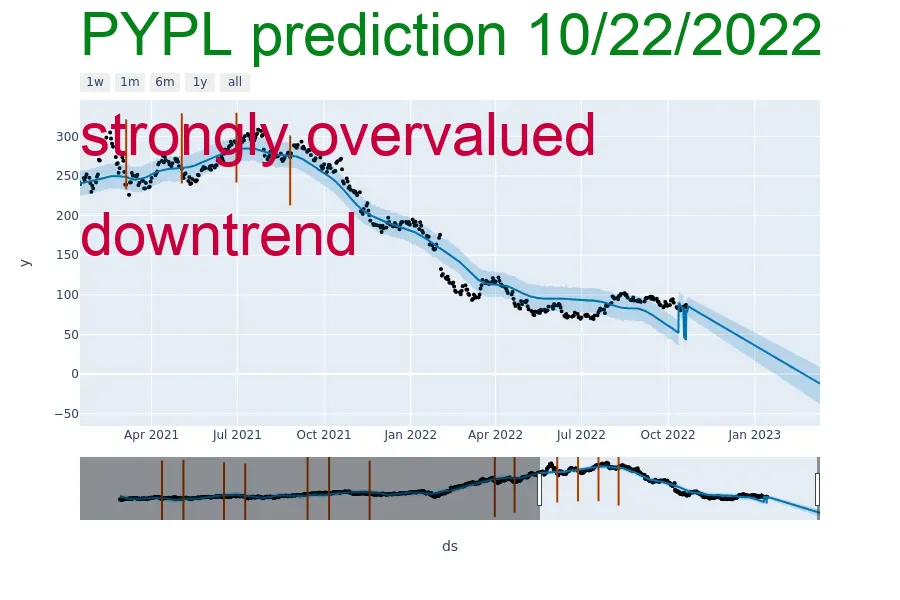 PYPL prediction 10/22/2022
1w 1m 6m 1y all
strongly overvalued
downtrend
300
250
200
150
100
50
0
−50
y
Apr 2021 Jul 2021 Oct 2021 Jan 2022 Apr 2022 Jul 2022 Oct 2022 Jan 2023
ds